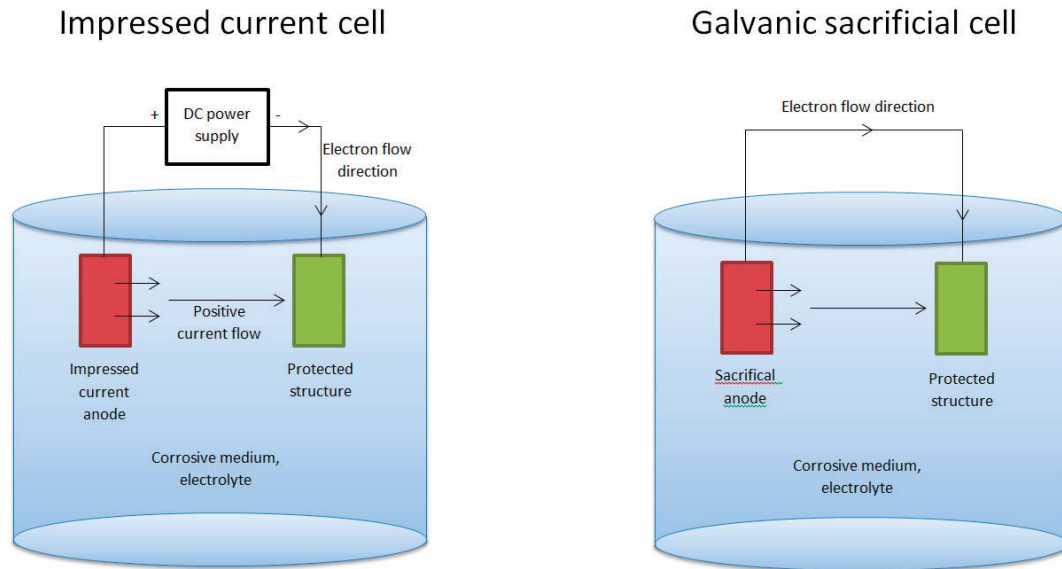 Impressed current cell
+
DC power
supply
-
Electron flow
direction
Positive
current flow
Impressed
current
anode
Protected
structure
Corrosive medium,
electrolyte
Galvanic sacrificial cell
Electron flow direction
Sacrifical
anode
Protected
structure
Corrosive medium,
electrolyte